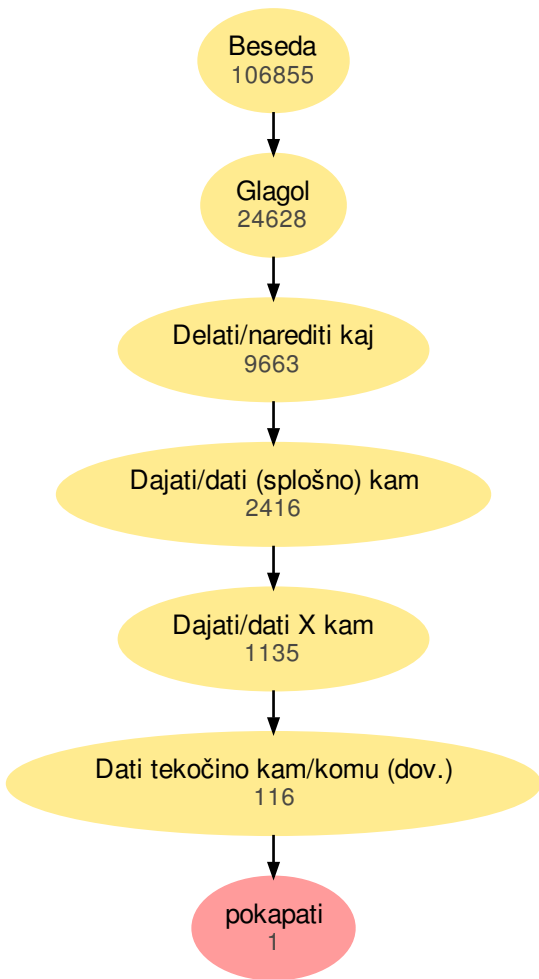 Beseda
106855
Glagol
24628
Delati/narediti kaj
9663
Dajati/dati (splošno) kam
2416
Dajati/dati X kam
1135
Dati tekočino kam/komu (dov.)
116
pokapati
1